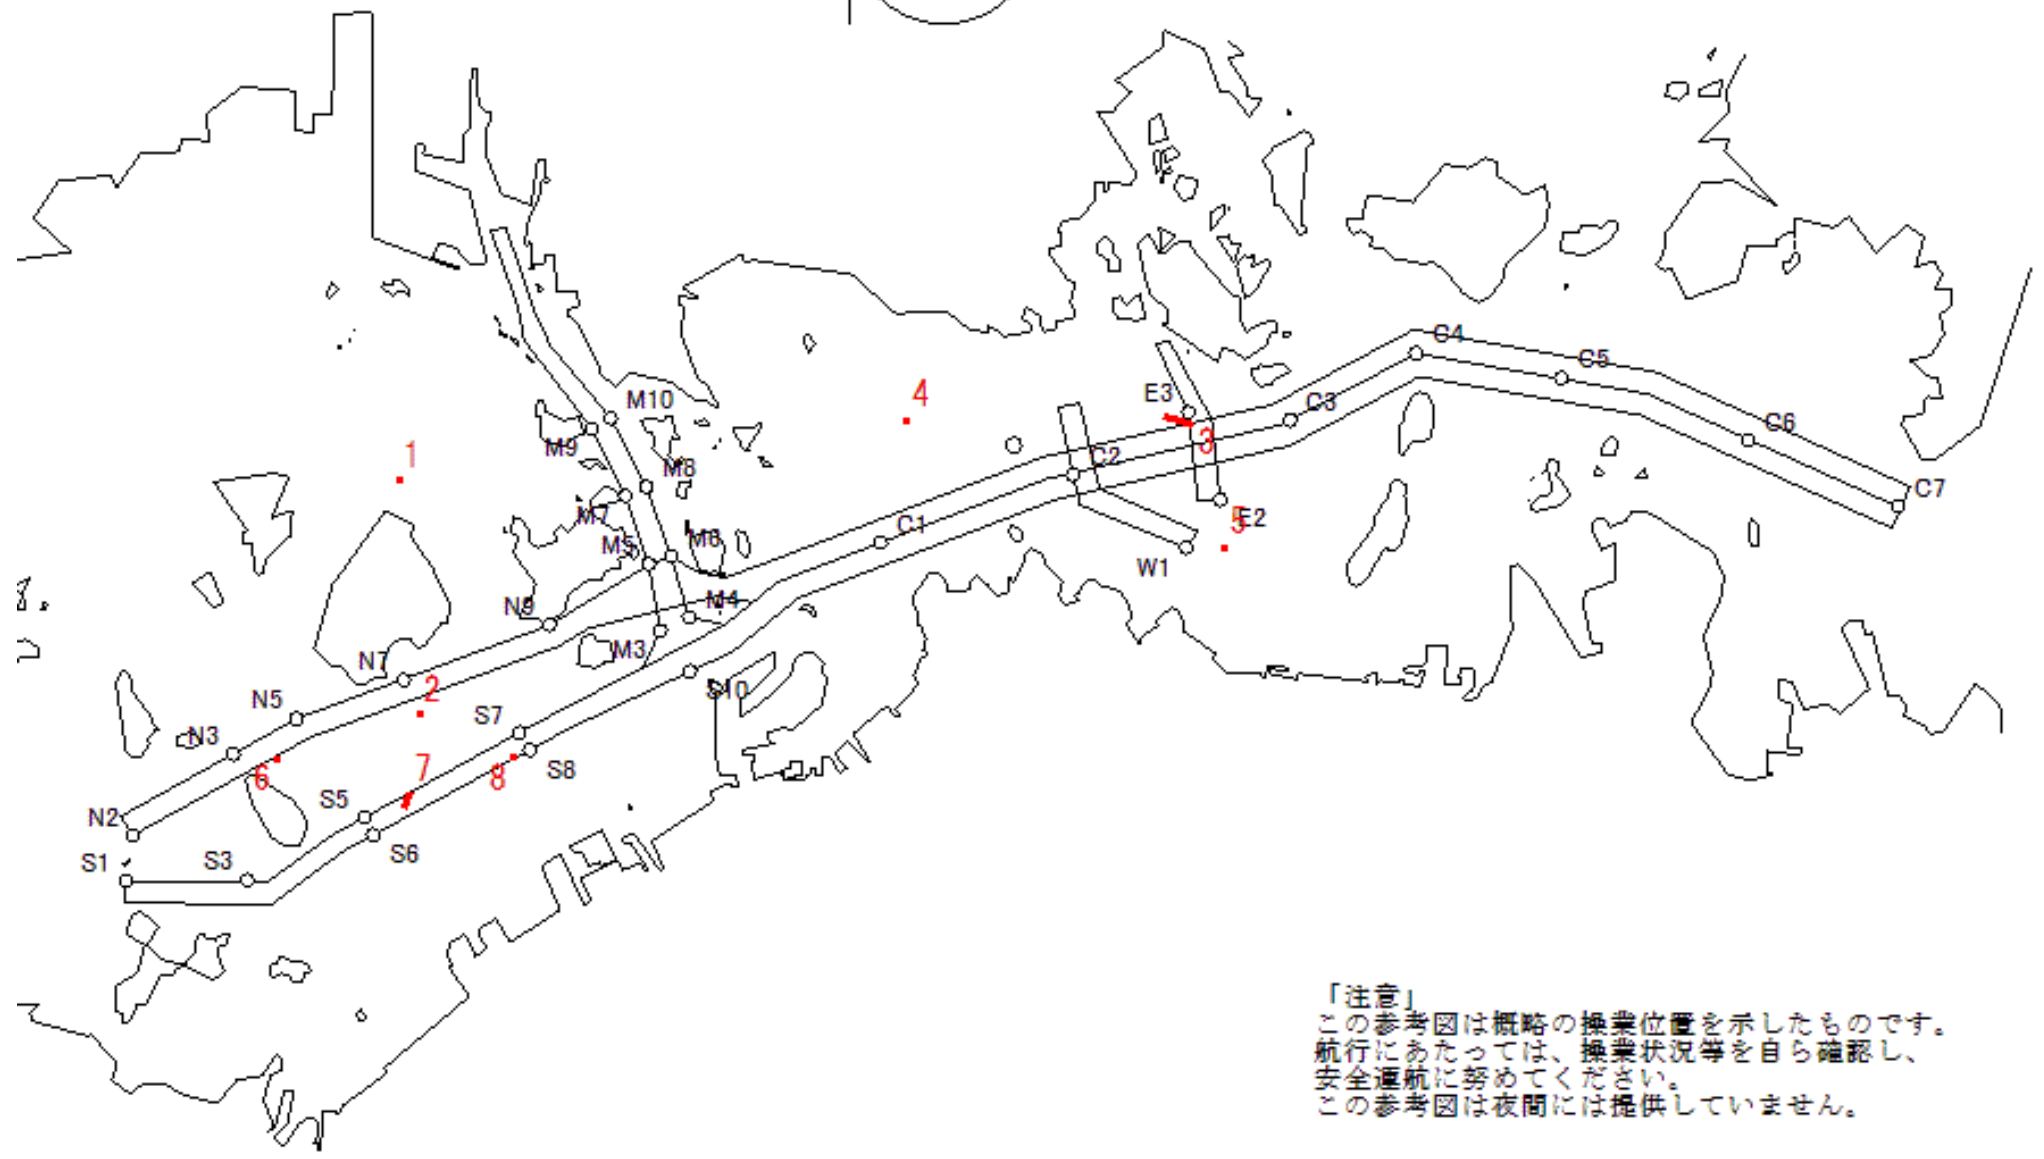 C4
C5
M10
4
E3
C3
C6
M9
1
3
C2
M8
C7
M7
C1
5
E2
M5
M6
W1
N9
M4
M3
N7
2
S10
N5
S7
N3
6
7
8
S8
S5
N2
S6
S1
S3
「注意」
この参考図は概略の操業位置を示したものです。
航行にあたっては、操業状況等を自ら確認し、
安全運航に努めてください。
この参考図は夜間には提供していません。